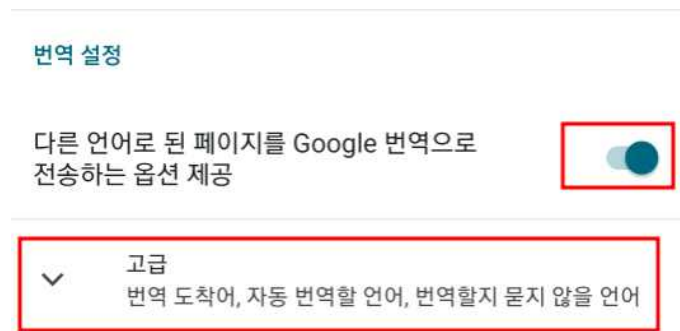 번역 설정
다른 언어로 된 페이지를 Google 번역으로
전송하는 옵션 제공
고급
번역 도착어, 자동 번역할 언어, 번역할지 묻지 않을 언어